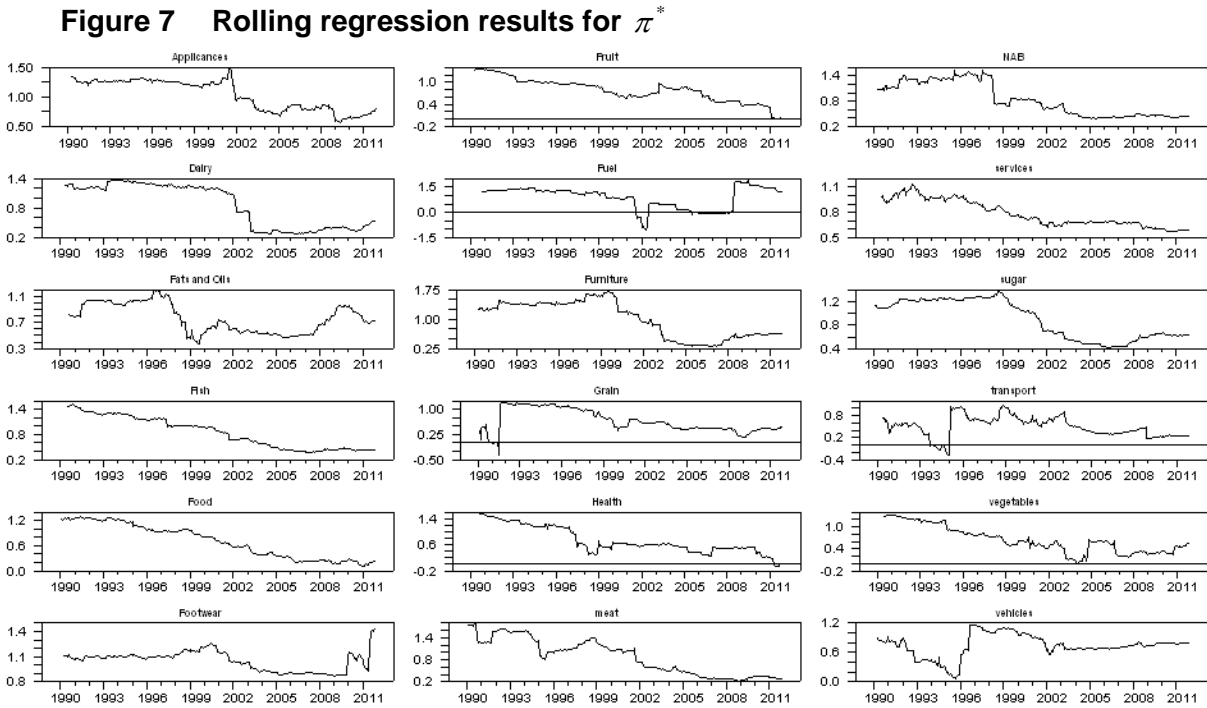 Figure 7 Rolling regression results for π*
Applicances Fruit NAB
1.50 1.00 0.50
1.0 0.4 -0.2
1.4 0.8 0.2
1990 1993 1996 1999 2002 2005 2008 2011
1990 1993 1996 1999 2002 2005 2008 2011
1990 1993 1996 1999 2002 2005 2008 2011
Dairy Fuel services
1.4 0.8 0.2
1.5 0.0 -1.5
1.1 0.8 0.5
1990 1993 1996 1999 2002 2005 2008 2011
1990 1993 1996 1999 2002 2005 2008 2011
1990 1993 1996 1999 2002 2005 2008 2011
Fats and Oils Furniture sugar
1.1 0.7 0.3
1.75 1.00 0.25
1.2 0.8 0.4
1990 1993 1996 1999 2002 2005 2008 2011
1990 1993 1996 1999 2002 2005 2008 2011
1990 1993 1996 1999 2002 2005 2008 2011
Fish Grain transport
1.4 0.8 0.2
1.00 0.25 -0.50
0.8 0.2 -0.4
1990 1993 1996 1999 2002 2005 2008 2011
1990 1993 1996 1999 2002 2005 2008 2011
1990 1993 1996 1999 2002 2005 2008 2011
Food Health vegetables
1.2 0.6 0.0
1.4 0.6 -0.2
1.0 0.4 -0.2
1990 1993 1996 1999 2002 2005 2008 2011
1990 1993 1996 1999 2002 2005 2008 2011
1990 1993 1996 1999 2002 2005 2008 2011
Footwear meat vehicles
1.4 1.1 0.8
1.4 0.8 0.2
1.2 0.6 0.0
1990 1993 1996 1999 2002 2005 2008 2011
1990 1993 1996 1999 2002 2005 2008 2011
1990 1993 1996 1999 2002 2005 2008 2011